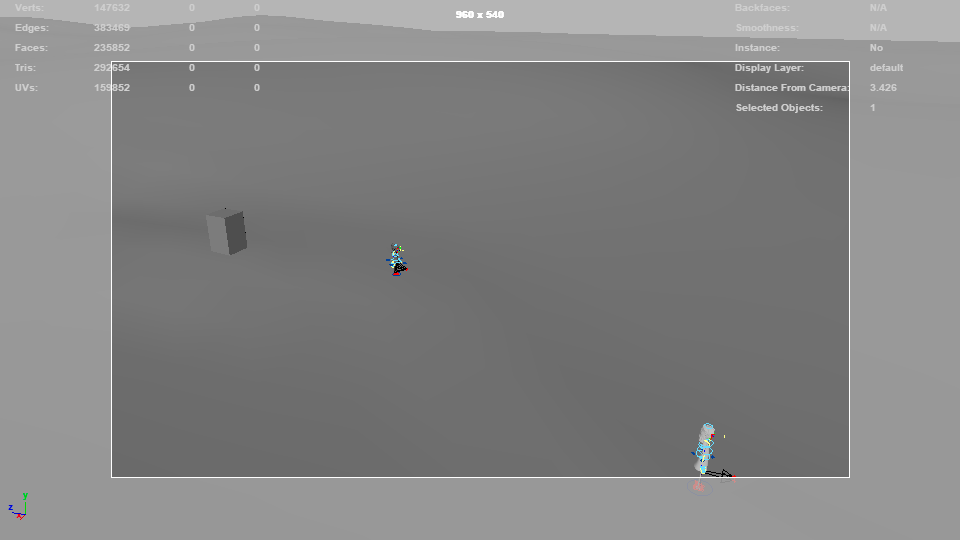 Verts: 147632 0 0
Edges: 383489 0 0
Faces: 235852 0 0
Tris: 292654 0 0
UVs: 159852 0 0
960 x 540
Backfaces: N/A
Smoothness: N/A
Instance: No
Display Layer: default
Distance From Camera: 3.426
Selected Objects: 1
y
z
x